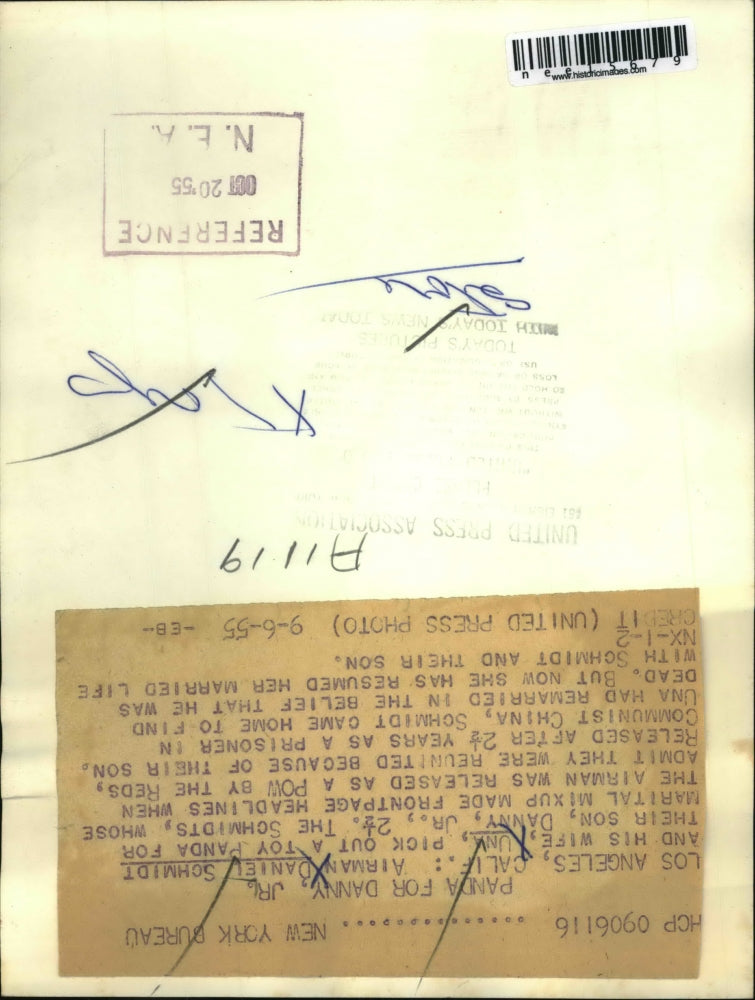 nee15679
www.historicimages.com
HCP 0906116 ............... NEW YORK BUREAU
PANDA FOR DANNY, JR.
LOS ANGELES, CALIF.: AIRMAN DANIEL SCHMIDT
AND HIS WIFE, UNA, PICK OUT A TOY PANDA FOR
THEIR SON, DANNY, JR., 2½. THE SCHMIDTS, WHOSE
MARITAL MIXUP MADE FRONTPAGE HEADLINES WHEN
THE AIRMAN WAS RELEASED AS A POW BY THE REDS,
ADMIT THEY WERE REUNITED BECAUSE OF THEIR SON.
RELEASED AFTER 2½ YEARS AS A PRISONER IN
COMMUNIST CHINA, SCHMIDT CAME HOME TO FIND
UNA HAD REMARRIED IN THE BELIEF THAT HE WAS
DEAD. BUT NOW SHE HAS RESUMED HER MARRIED LIFE
WITH SCHMIDT AND THEIR SON.
NX-1-2
CREDIT (UNITED PRESS PHOTO) 9-6-55 -EB-
A1119
UNITED PRESS ASSOCIATION
TODAY'S PICTURES
WITH TODAY'S NEWS TODAY
REFERENCE
OCT 20 '55
N.E.A.